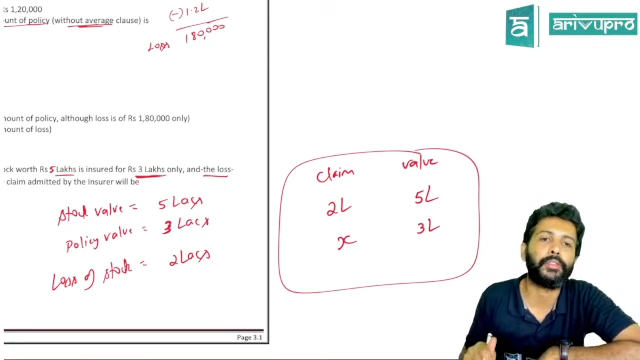 Rs 1,20,000
ount of policy (without average clause) is
(-) 1.2L
Loss 180,000
arivupro
mount of policy, although loss is of Rs 1,80,000 only)
mount of loss)
ock worth Rs 5 Lakhs is insured for Rs 3 Lakhs only, and the loss
claim admitted by the Insurer will be
Stock value = 5 Lacs
Policy value = 3 Lacs
Loss of stock = 2 Lacs
claim value
2L 5L
x 3L
Page 3.1